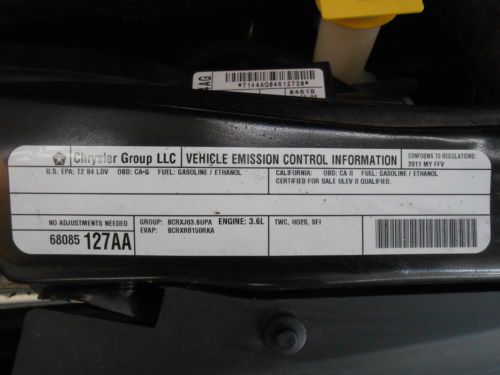 AG
*T144AG04612738*
Chrysler Group LLC
VEHICLE EMISSION CONTROL INFORMATION
CONFORMS TO REGULATIONS:
2011 MY FFV
U.S. EPA: T2 B4 LDV OBD: CA-II FUEL: GASOLINE / ETHANOL
CALIFORNIA: OBD: CA II FUEL: GASOLINE / ETHANOL
CERTIFIED FOR SALE ULEV II QUALIFIED.
NO ADJUSTMENTS NEEDED
68085 127AA
GROUP: BCRXJ03.6UPA ENGINE: 3.6L
EVAP: BCRXR0150RKA
TWC, HO2S, SFI